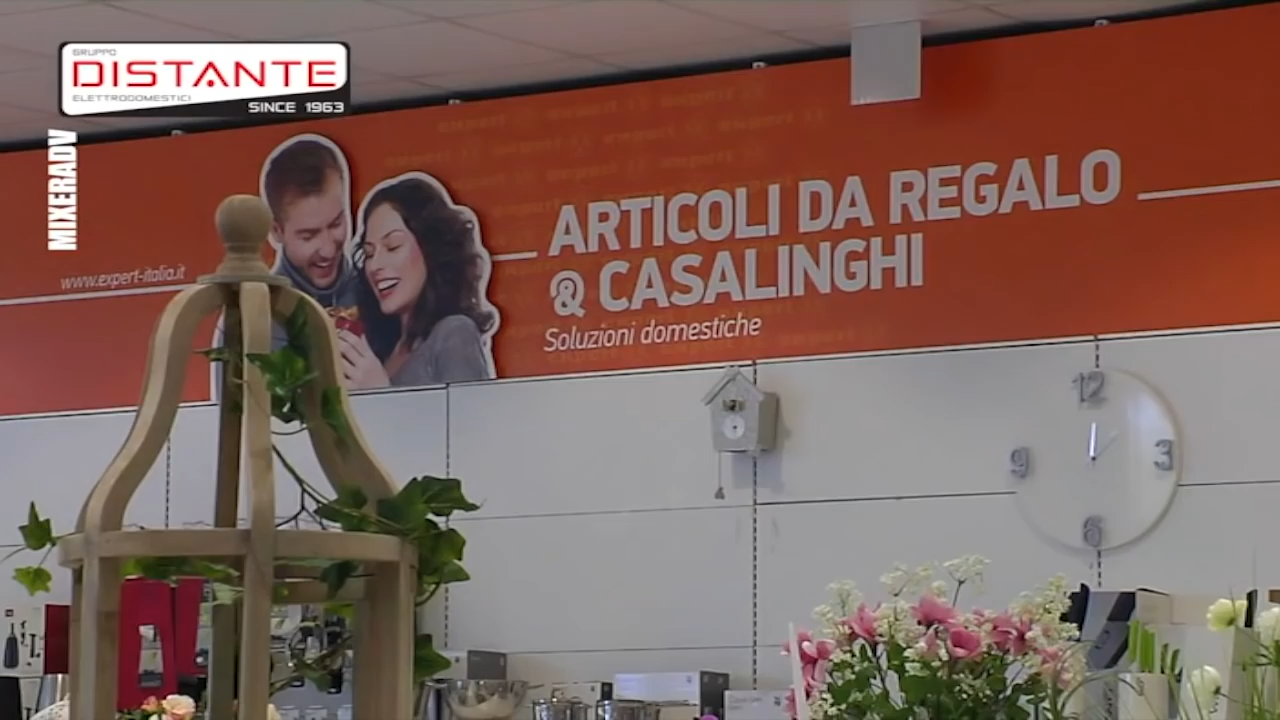 GRUPPO
DISTANTE
ELETTRODOMESTICI
SINCE 1963
MIXERADV
www.expert-italia.it
ARTICOLI DA REGALO
& CASALINGHI
Soluzioni domestiche
12
9
3
6